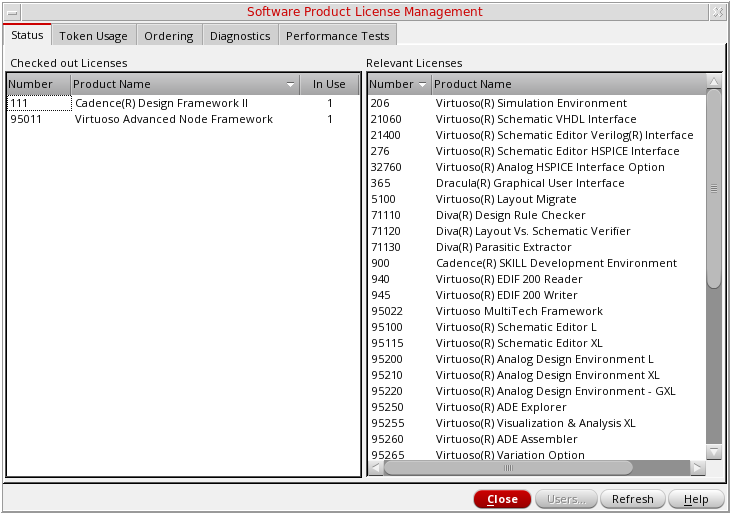 Software Product License Management
Status Token Usage Ordering Diagnostics Performance Tests
Checked out Licenses
Number Product Name In Use
111 Cadence(R) Design Framework II 1
95011 Virtuoso Advanced Node Framework 1
Relevant Licenses
Number Product Name
206 Virtuoso(R) Simulation Environment
21060 Virtuoso(R) Schematic VHDL Interface
21400 Virtuoso(R) Schematic Editor Verilog(R) Interface
276 Virtuoso(R) Schematic Editor HSPICE Interface
32760 Virtuoso(R) Analog HSPICE Interface Option
365 Dracula(R) Graphical User Interface
5100 Virtuoso(R) Layout Migrate
71110 Diva(R) Design Rule Checker
71120 Diva(R) Layout Vs. Schematic Verifier
71130 Diva(R) Parasitic Extractor
900 Cadence(R) SKILL Development Environment
940 Virtuoso(R) EDIF 200 Reader
945 Virtuoso(R) EDIF 200 Writer
95022 Virtuoso MultiTech Framework
95100 Virtuoso(R) Schematic Editor L
95115 Virtuoso(R) Schematic Editor XL
95200 Virtuoso(R) Analog Design Environment L
95210 Virtuoso(R) Analog Design Environment XL
95220 Virtuoso(R) Analog Design Environment - GXL
95250 Virtuoso(R) ADE Explorer
95255 Virtuoso(R) Visualization & Analysis XL
95260 Virtuoso(R) ADE Assembler
95265 Virtuoso(R) Variation Option
Close Users... Refresh Help